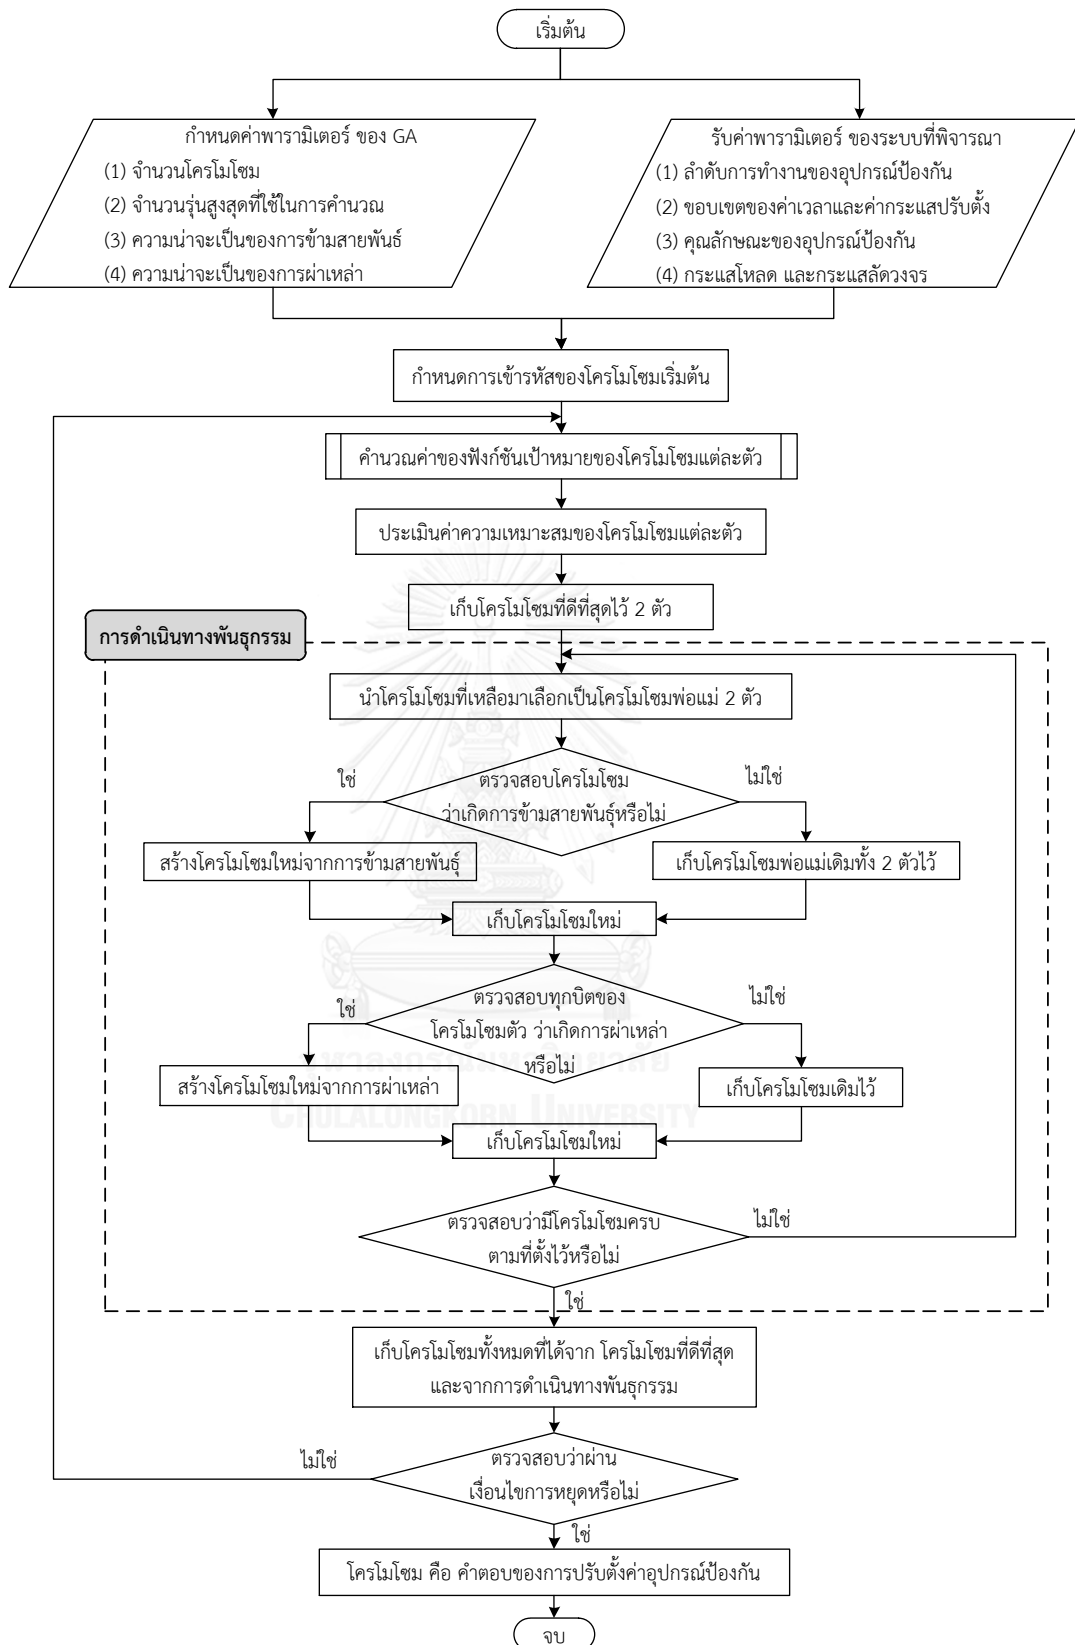 เริ่มต้น
กำหนดค่าพารามิเตอร์ ของ GA
(1) จำนวนโครโมโซม
(2) จำนวนรุ่นสูงสุดที่ใช้ในการคำนวณ
(3) ความน่าจะเป็นของการข้ามสายพันธ์
(4) ความน่าจะเป็นของการผ่าเหล่า
รับค่าพารามิเตอร์ ของระบบที่พิจารณา
(1) ลำดับการทำงานของอุปกรณ์ป้องกัน
(2) ขอบเขตของค่าเวลาและค่ากระแสปรับตั้ง
(3) คุณลักษณะของอุปกรณ์ป้องกัน
(4) กระแสโหลด และกระแสลัดวงจร
กำหนดการเข้ารหัสของโครโมโซมเริ่มต้น
คำนวณค่าของฟังก์ชันเป้าหมายของโครโมโซมแต่ละตัว
ประเมินค่าความเหมาะสมของโครโมโซมแต่ละตัว
เก็บโครโมโซมที่ดีที่สุดไว้ 2 ตัว
การดำเนินทางพันธุกรรม
นำโครโมโซมที่เหลือมาเลือกเป็นโครโมโซมพ่อแม่ 2 ตัว
ใช่
ตรวจสอบโครโมโซม
ว่าเกิดการข้ามสายพันธุ์หรือไม่
ไม่ใช่
สร้างโครโมโซมใหม่จากการข้ามสายพันธุ์
เก็บโครโมโซมพ่อแม่เดิมทั้ง 2 ตัวไว้
เก็บโครโมโซมใหม่
ใช่
ตรวจสอบทุกบิตของ
โครโมโซมตัว ว่าเกิดการผ่าเหล่า
หรือไม่
ไม่ใช่
จุฬาลงกรณ์มหาวิทยาลัย
สร้างโครโมโซมใหม่จากการผ่าเหล่า
เก็บโครโมโซมเดิมไว้
CHULALONGKORN UNIVERSITY
เก็บโครโมโซมใหม่
ตรวจสอบว่ามีโครโมโซมครบ
ตามที่ตั้งไว้หรือไม่
ไม่ใช่
ใช่
เก็บโครโมโซมทั้งหมดที่ได้จาก โครโมโซมที่ดีที่สุด
และจากการดำเนินทางพันธุกรรม
ไม่ใช่
ตรวจสอบว่าผ่าน
เงื่อนไขการหยุดหรือไม่
ใช่
โครโมโซม คือ คำตอบของการปรับตั้งค่าอุปกรณ์ป้องกัน
จบ